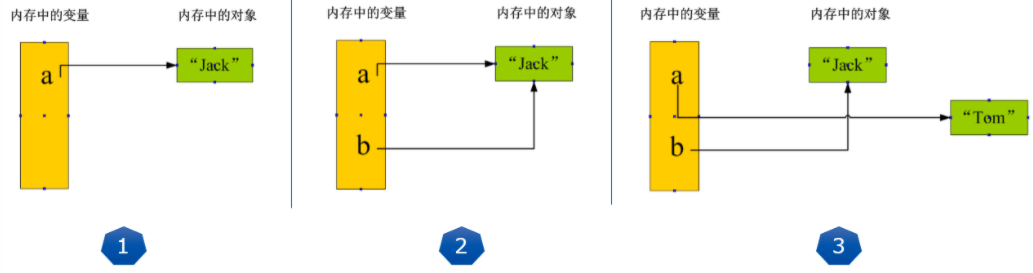 内存中的变量
内存中的对象
a
“Jack”
1
内存中的变量
内存中的对象
a
“Jack”
b
2
内存中的变量
内存中的对象
a
“Jack”
“Tom”
b
3